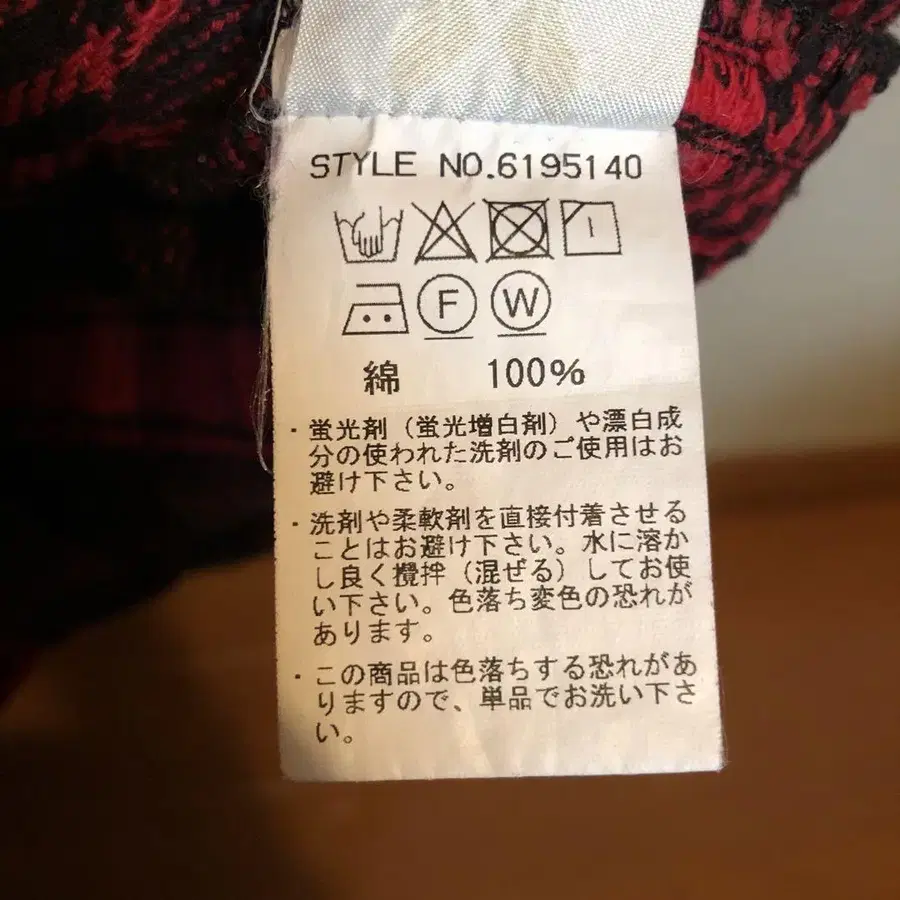 STYLE NO.6195140
F W
綿 100%
・蛍光剤（蛍光増白剤）や漂白成
分の使われた洗剤のご使用はお
避け下さい。
・洗剤や柔軟剤を直接付着させる
ことはお避け下さい。水に溶か
し良く攪拌（混ぜる）してお使
い下さい。色落ち変色の恐れが
あります。
・この商品は色落ちする恐れがあ
りますので、単品でお洗い下さ
い。